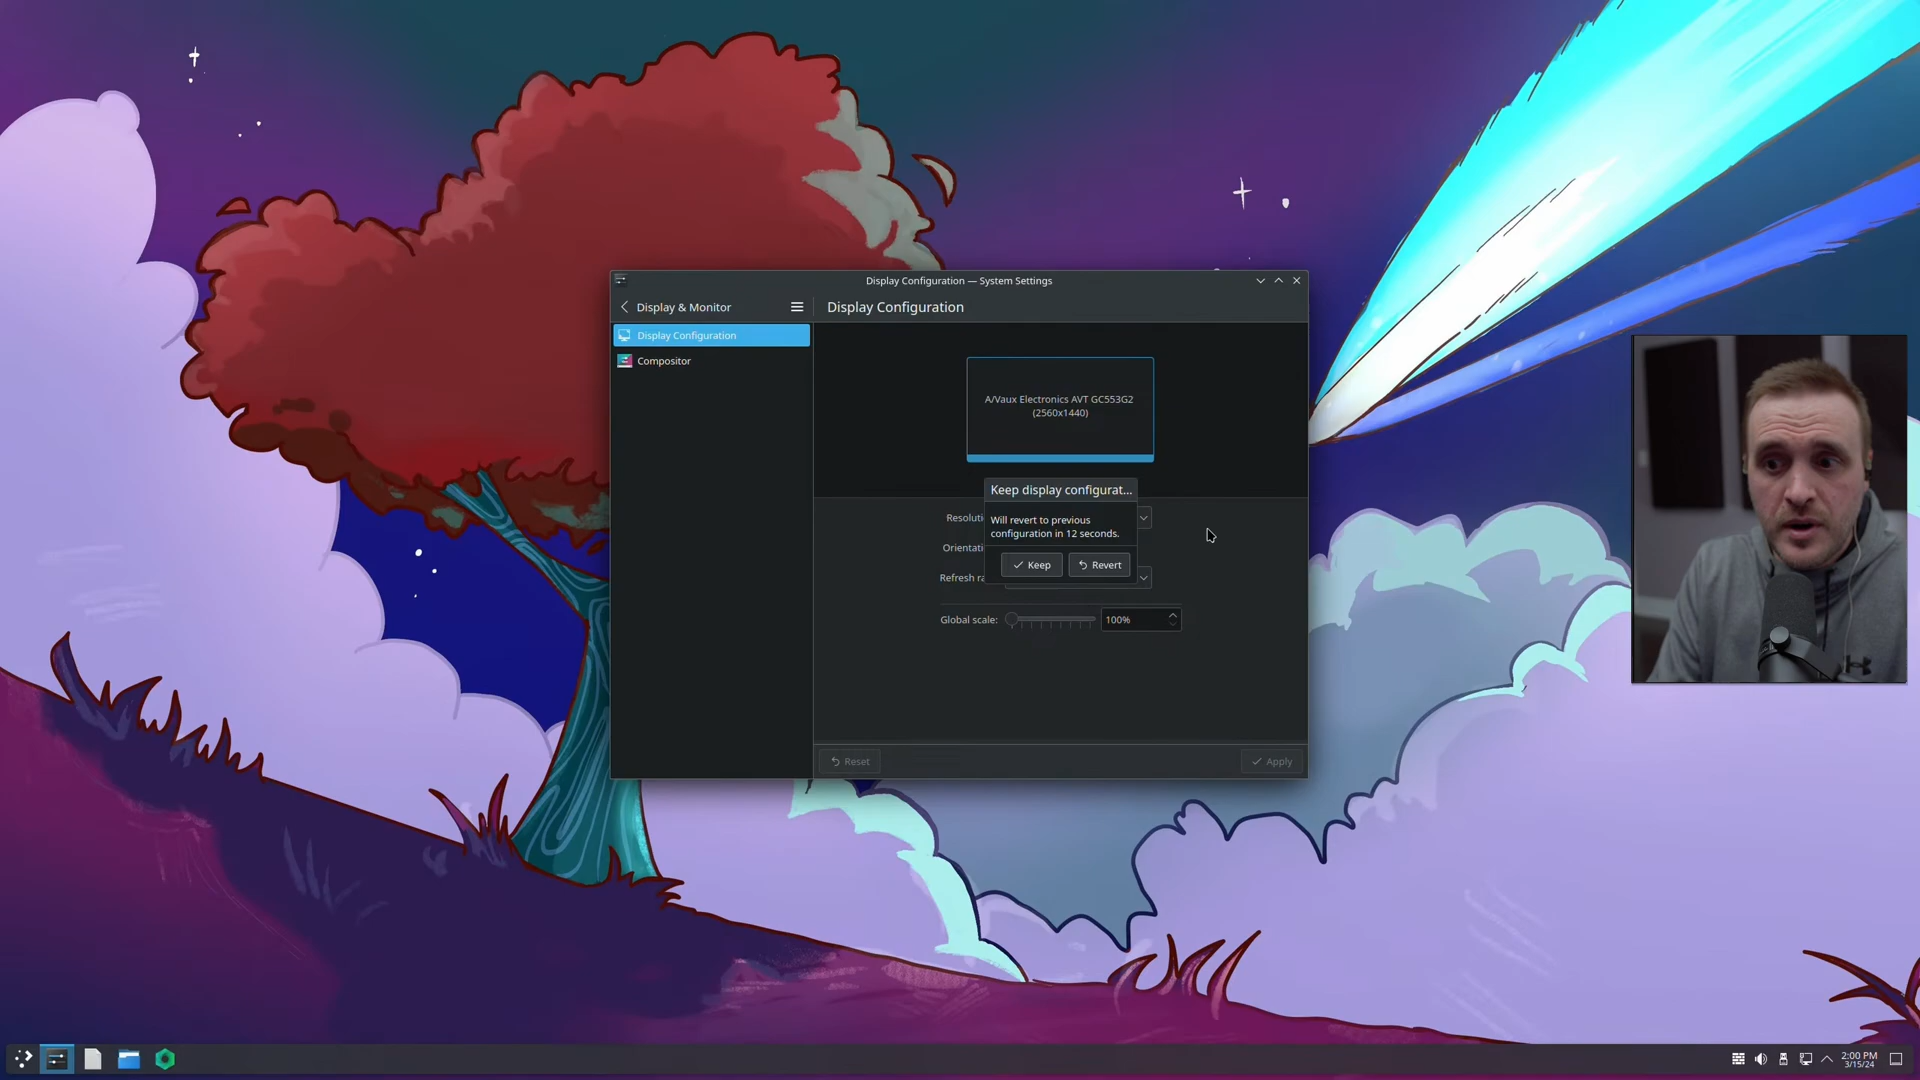 Display Configuration — System Settings
Display & Monitor
Display Configuration
Display Configuration
Compositor
A/Vaux Electronics AVT GC553G2
(2560x1440)
Keep display configurat...
Will revert to previous
configuration in 12 seconds.
Keep
Revert
Resoluti
Orientati
Refresh ra
Global scale:
100%
Reset
Apply
2:00 PM
3/15/24